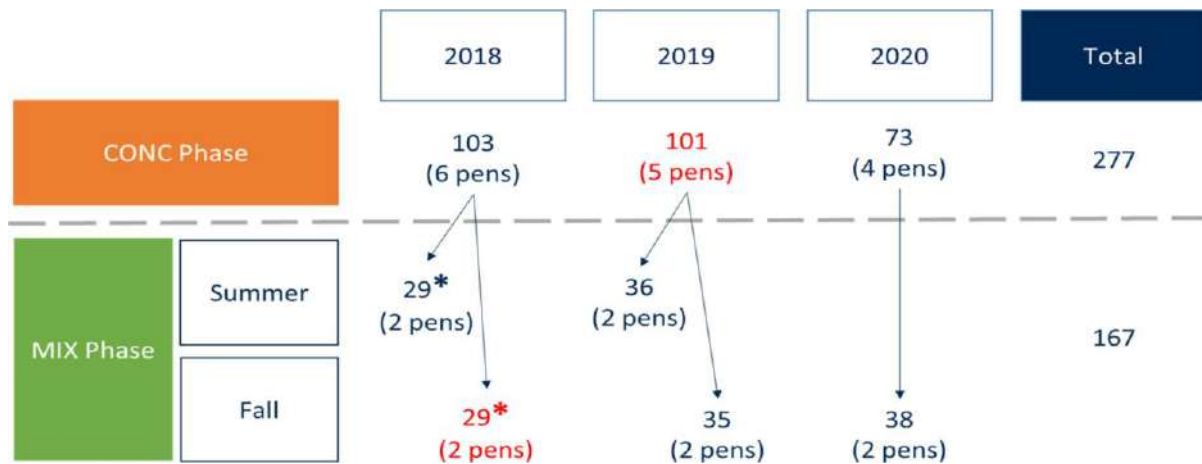 2018
2019
2020
Total
CONC Phase
103
(6 pens)
101
(5 pens)
73
(4 pens)
277
MIX Phase
Summer
29*
(2 pens)
36
(2 pens)
167
Fall
29*
(2 pens)
35
(2 pens)
38
(2 pens)